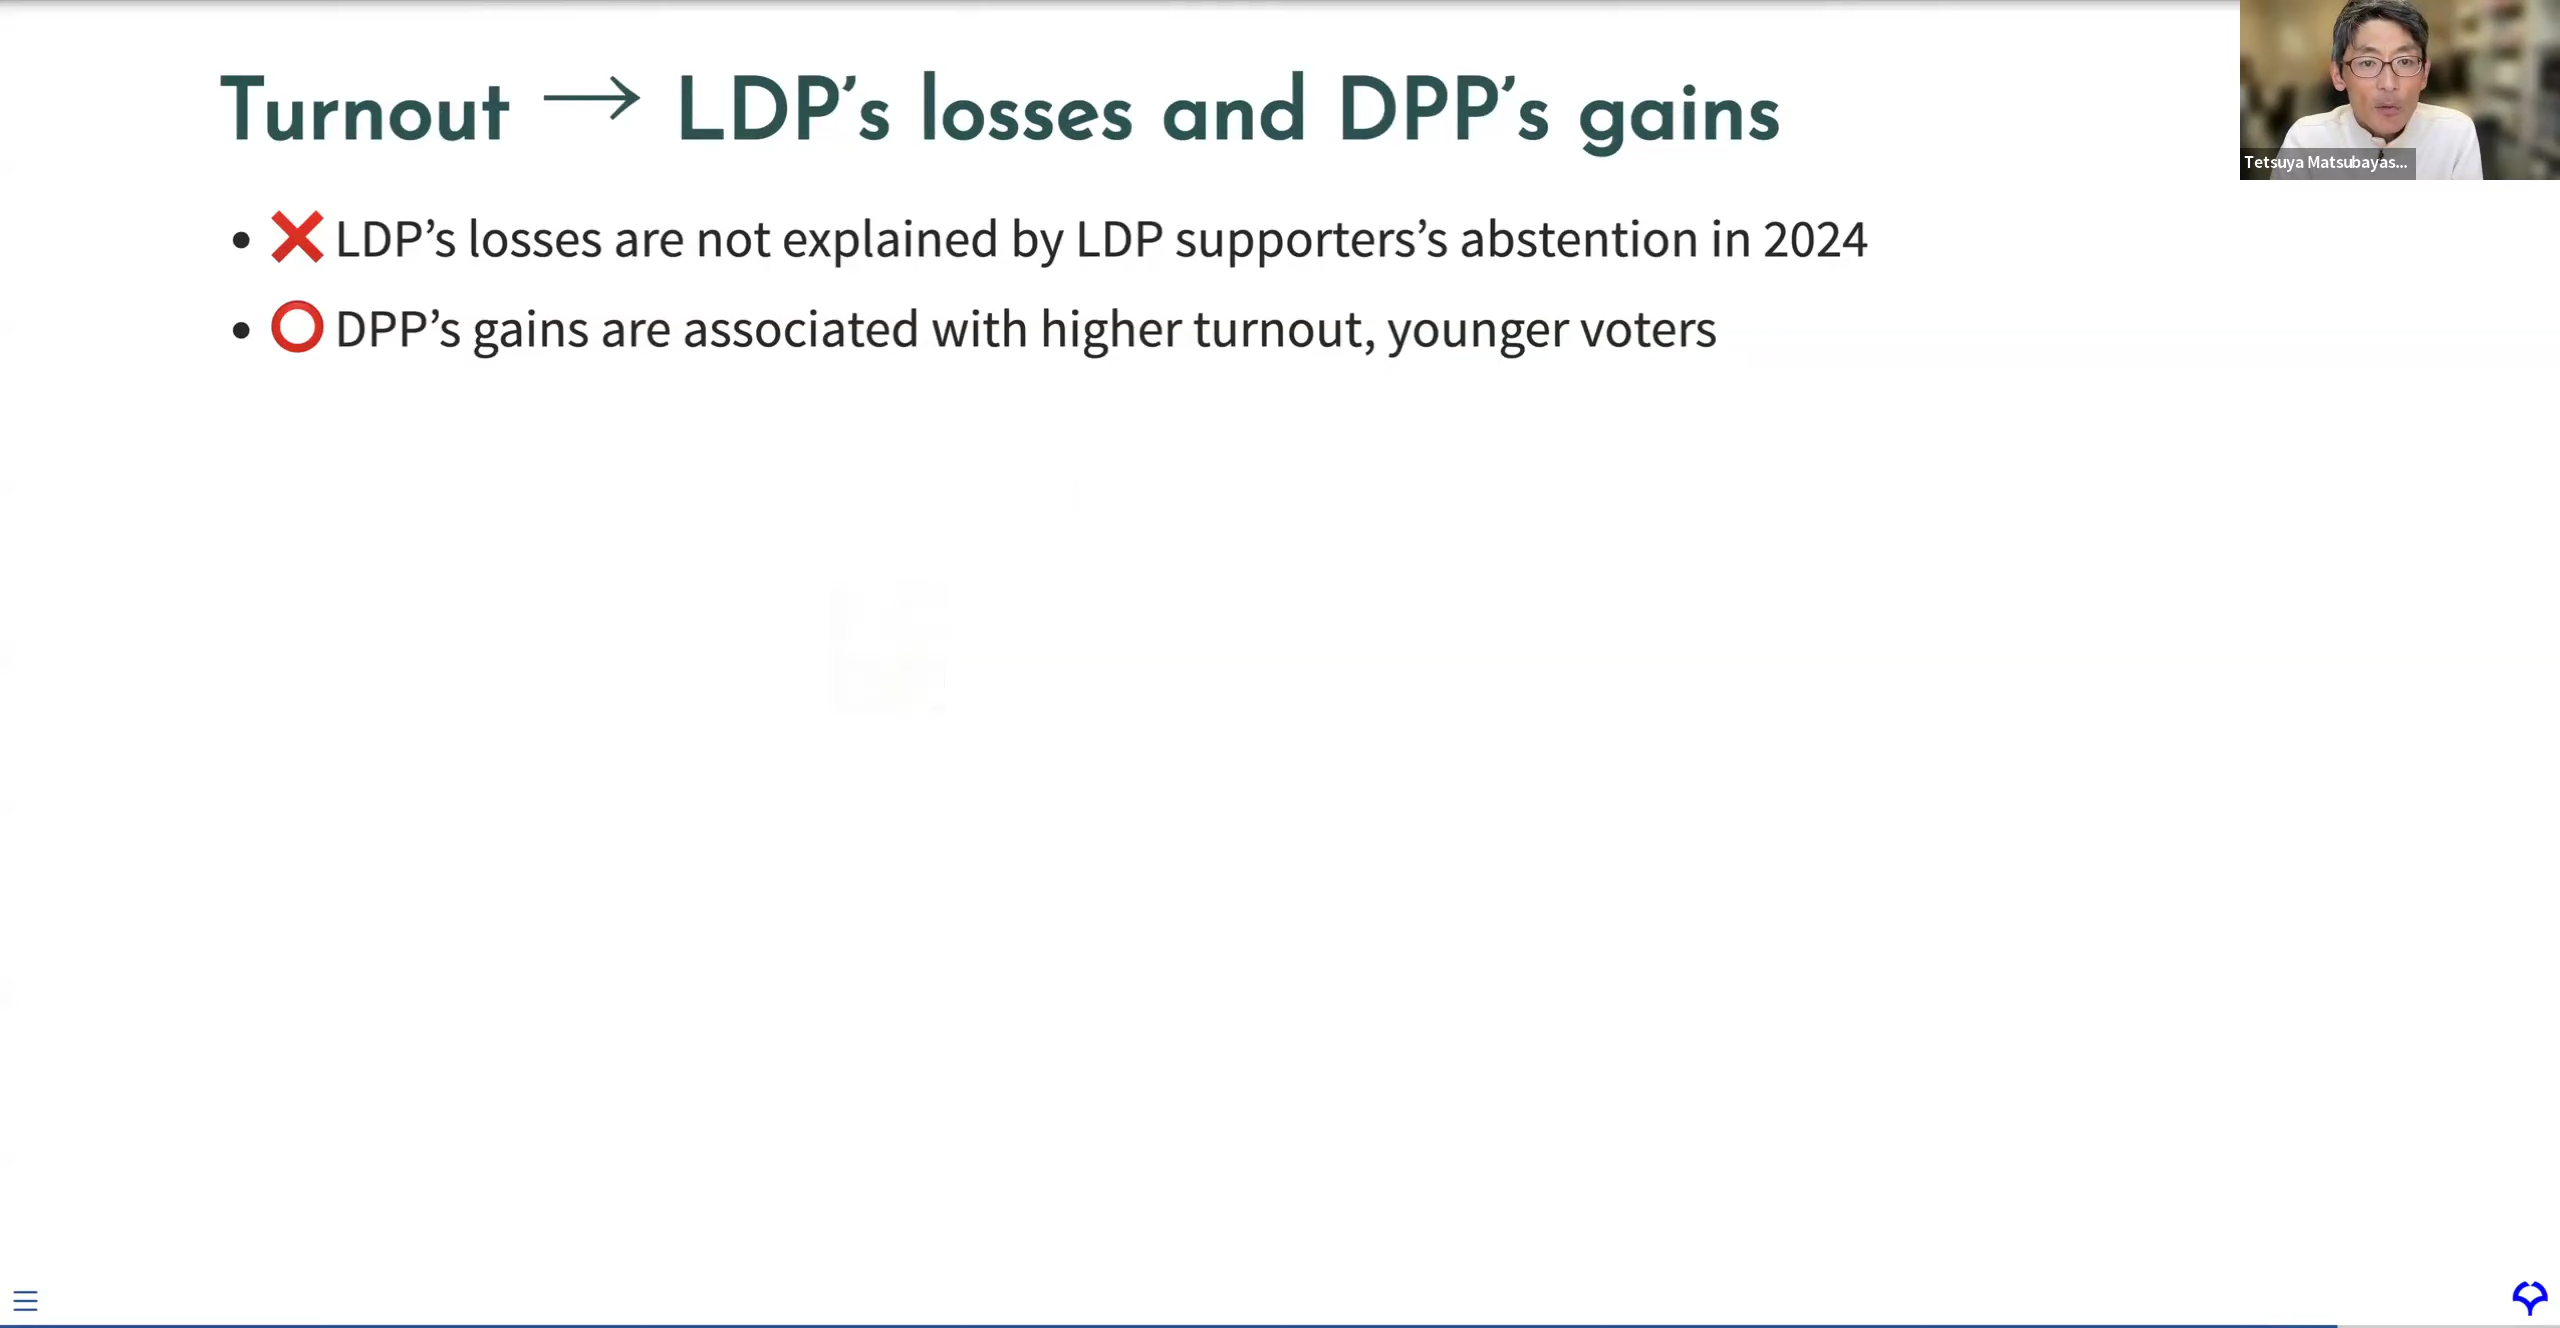 Turnout → LDP’s losses and DPP’s gains
Tetsuya Matsubayas...
• ❌ LDP’s losses are not explained by LDP supporters’s abstention in 2024
• ⭕ DPP’s gains are associated with higher turnout, younger voters